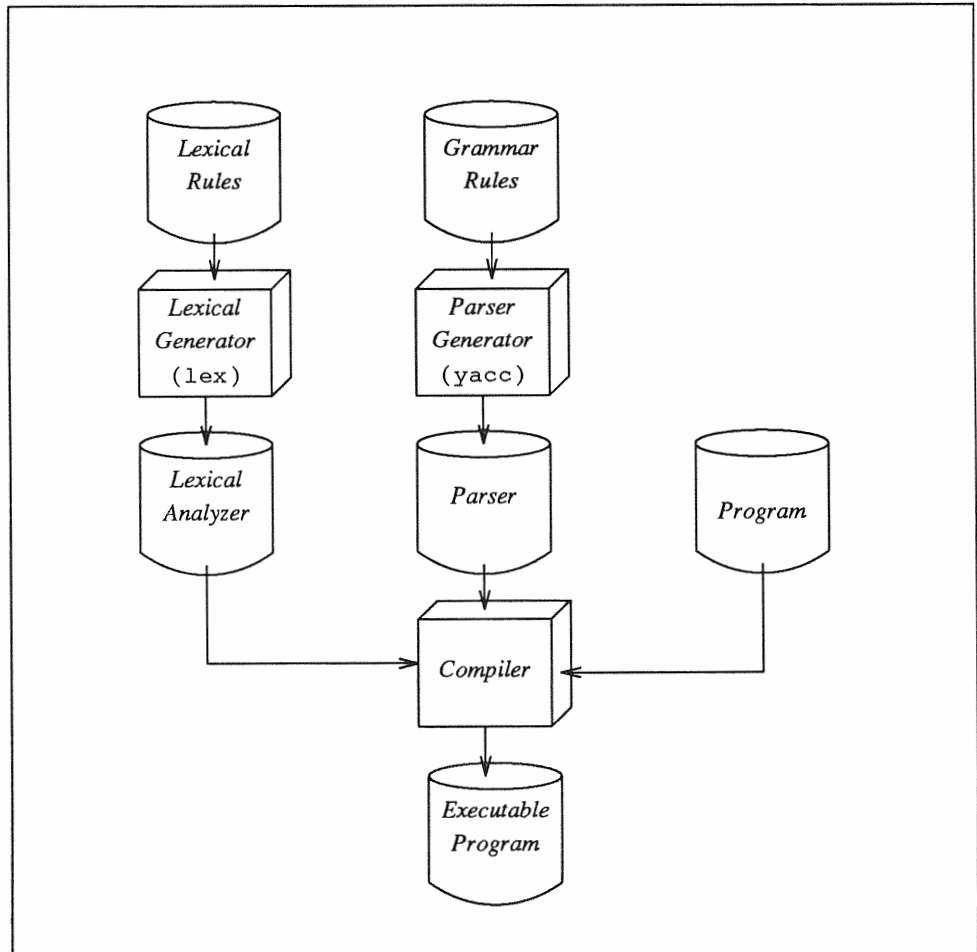 Lexical
Rules
Grammar
Rules
Lexical
Generator
(lex)
Parser
Generator
(yacc)
Lexical
Analyzer
Parser
Program
Compiler
Executable
Program